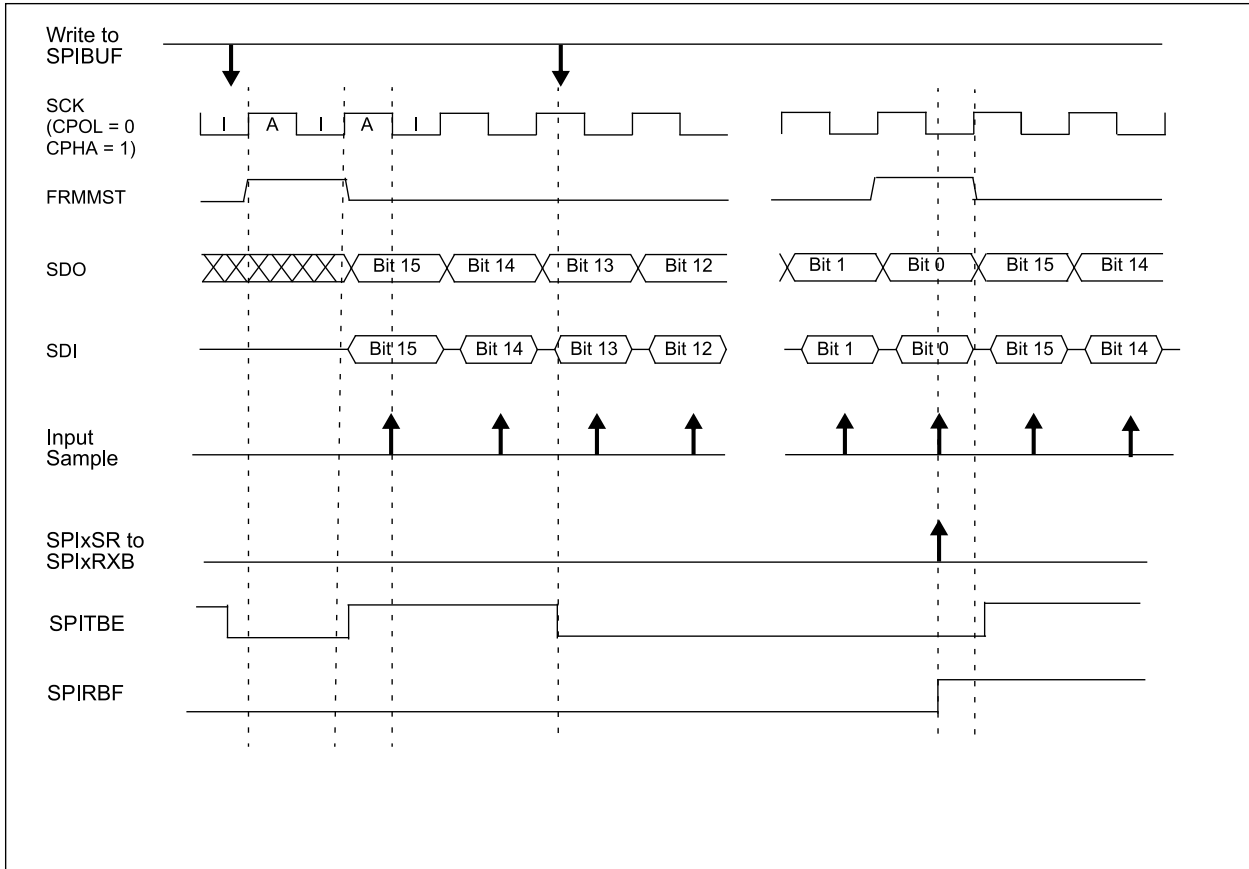 Write to
SPIBUF
SCK
(CPOL = 0
CPHA = 1)
I A I A I
FRMMST
SDO
Bit 15 Bit 14 Bit 13 Bit 12 Bit 1 Bit 0 Bit 15 Bit 14
SDI
Bit 15 Bit 14 Bit 13 Bit 12 Bit 1 Bit 0 Bit 15 Bit 14
Input
Sample
SPIxSR to
SPIxRXB
SPITBE
SPIRBF